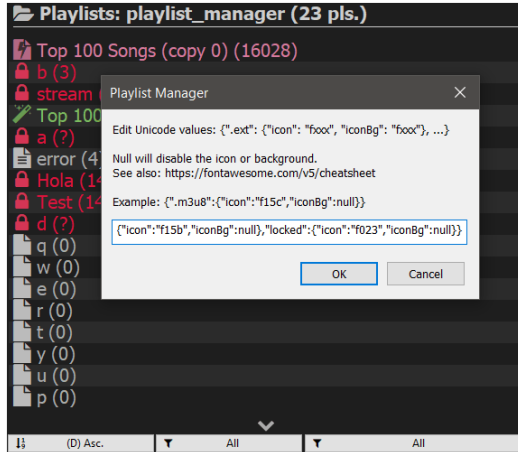 Playlists: playlist_manager (23 pls.)
Top 100 Songs (copy 0) (16028)
b (3)
stream
Top 100
a (?)
error (4
Hola (14
Test (14
d (?)
q (0)
w (0)
e (0)
r (0)
t (0)
y (0)
u (0)
p (0)
Playlist Manager
Edit Unicode values: {".ext": {"icon": "fxxx", "iconBg": "fxxx"}, ...}
Null will disable the icon or background.
See also: https://fontawesome.com/v5/cheatsheet
Example: {".m3u8":{"icon":"f15c","iconBg":null}}
{"icon":"f15b","iconBg":null},"locked":{"icon":"f023","iconBg":null}}
OK Cancel
(D) Asc. All All